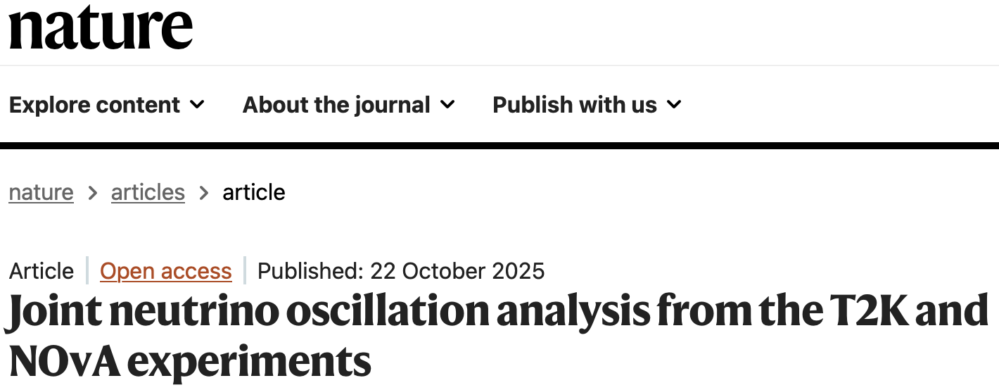 nature
Explore content About the journal Publish with us
nature > articles > article
Article | Open access | Published: 22 October 2025
Joint neutrino oscillation analysis from the T2K and
NOvA experiments